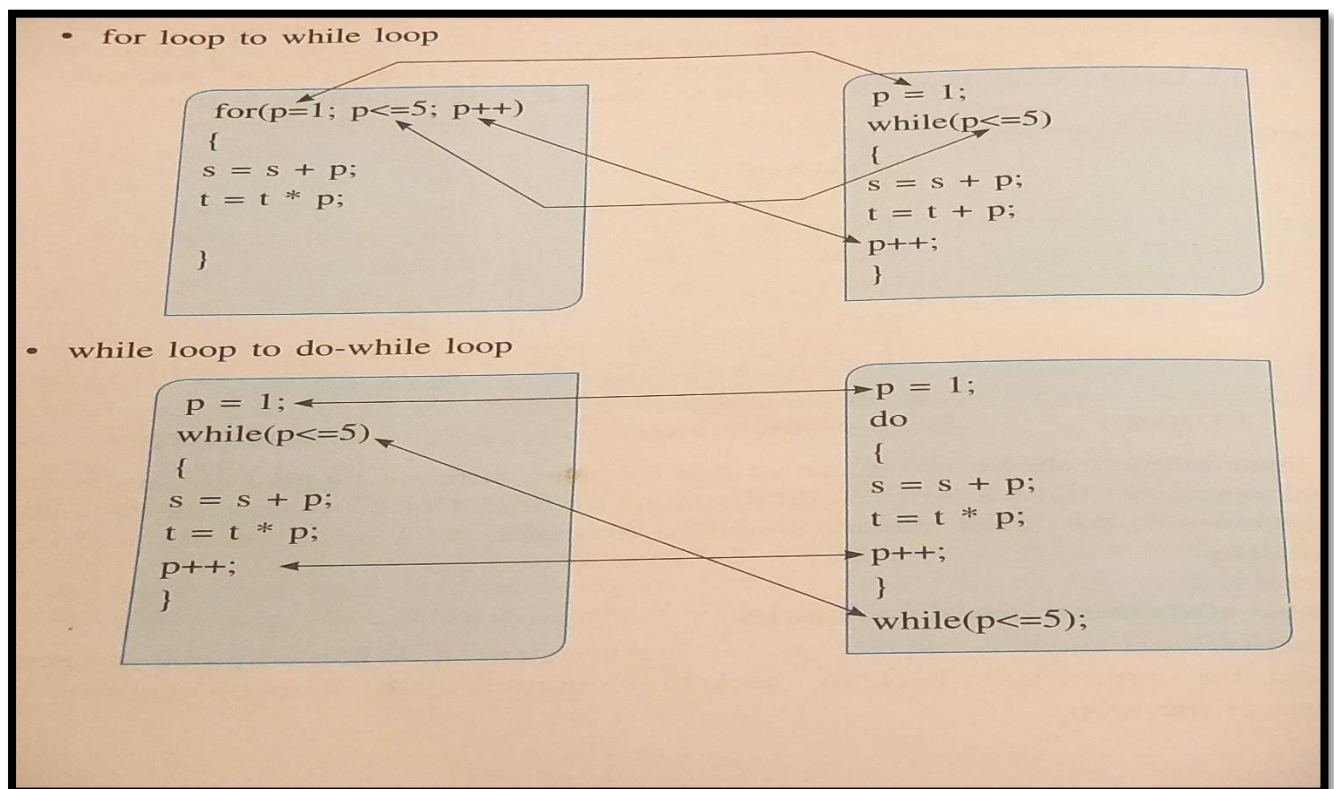 • for loop to while loop
for(p=1; p<=5; p++)
{
s = s + p;
t = t * p;
}
p = 1;
while(p<=5)
{
s = s + p;
t = t + p;
p++;
}
• while loop to do-while loop
p = 1;
while(p<=5)
{
s = s + p;
t = t * p;
p++;
}
p = 1;
do
{
s = s + p;
t = t * p;
p++;
}
while(p<=5);